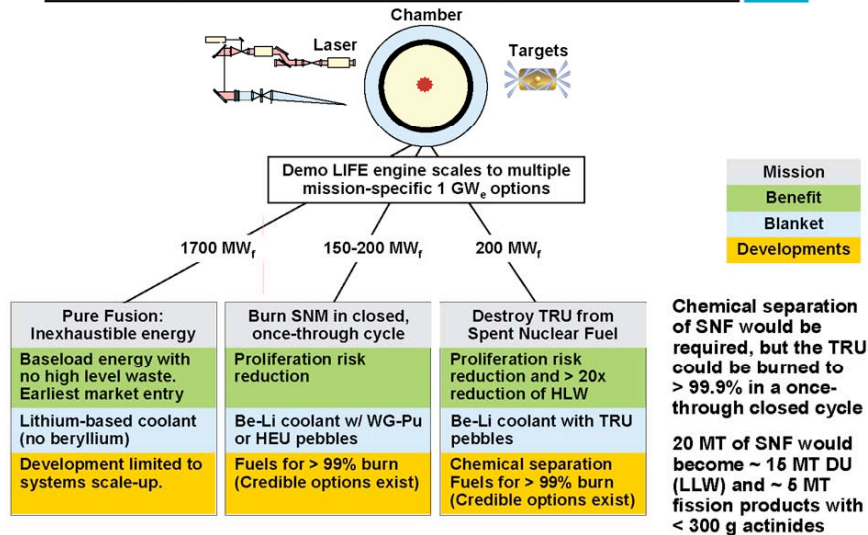 Chamber
Laser
Targets
Demo LIFE engine scales to multiple
mission-specific 1 GWe options
1700 MWf
150-200 MWf
200 MWf
Mission
Benefit
Blanket
Developments
Pure Fusion:
Inexhaustible energy
Baseload energy with
no high level waste.
Earliest market entry
Lithium-based coolant
(no beryllium)
Development limited to
systems scale-up.
Burn SNM in closed,
once-through cycle
Proliferation risk
reduction
Be-Li coolant w/ WG-Pu
or HEU pebbles
Fuels for > 99% burn
(Credible options exist)
Destroy TRU from
Spent Nuclear Fuel
Proliferation risk
reduction and > 20x
reduction of HLW
Be-Li coolant with TRU
pebbles
Chemical separation
Fuels for > 99% burn
(Credible options exist)
Chemical separation
of SNF would be
required, but the TRU
could be burned to
> 99.9% in a once-
through closed cycle
20 MT of SNF would
become ~ 15 MT DU
(LLW) and ~ 5 MT
fission products with
< 300 g actinides